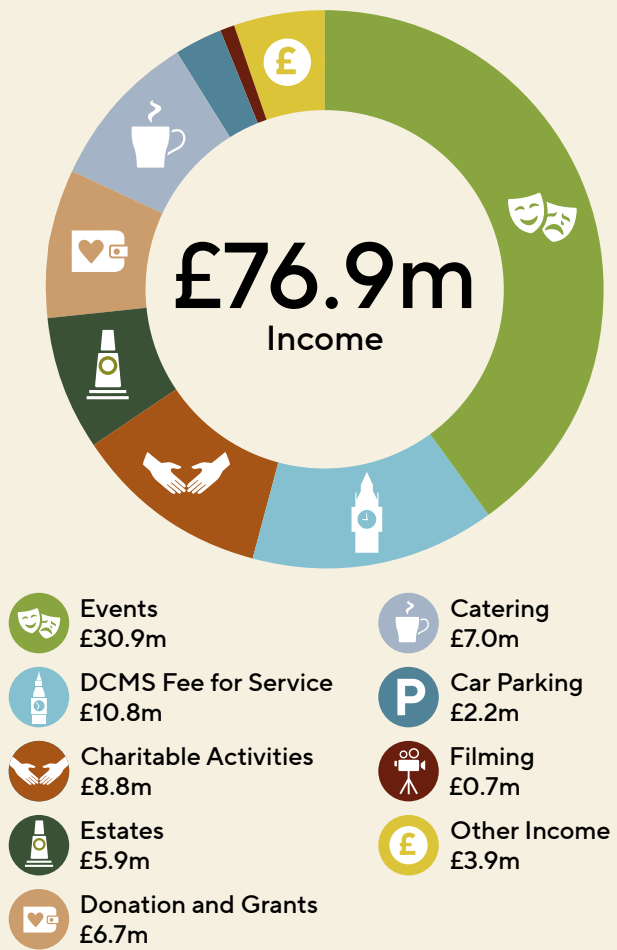 £
£76.9m
Income
Events
£30.9m
DCMS Fee for Service
£10.8m
Charitable Activities
£8.8m
Estates
£5.9m
Donation and Grants
£6.7m
Catering
£7.0m
P
Car Parking
£2.2m
Filming
£0.7m
£
Other Income
£3.9m